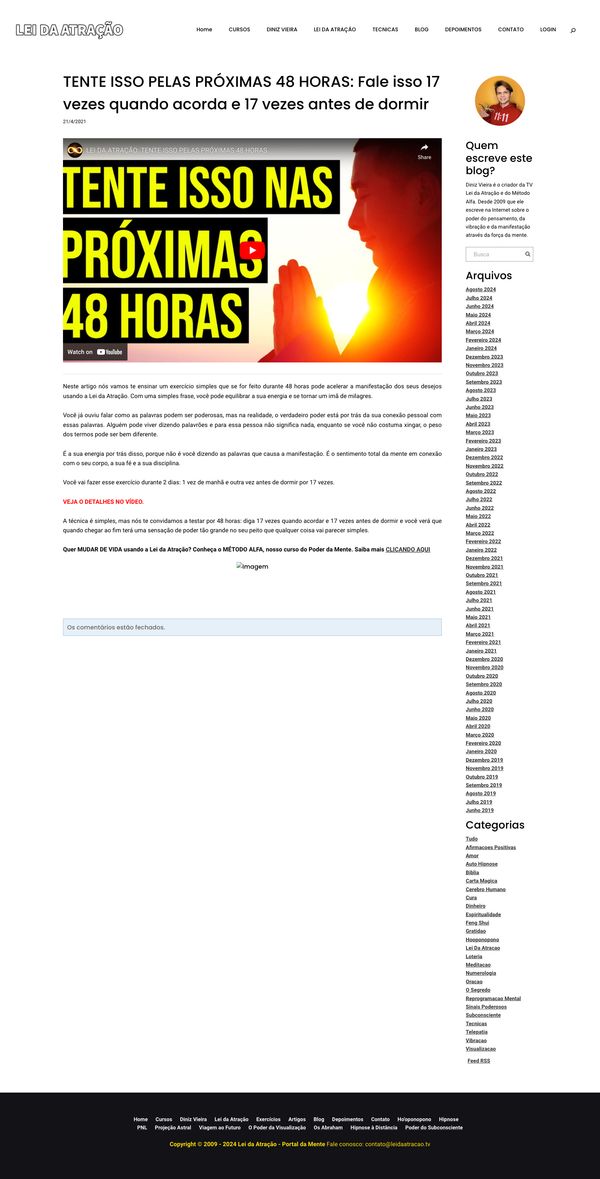 LEI DA ATRAÇÃO
Home CURSOS DINIZ VIEIRA LEI DA ATRAÇÃO TECNICAS BLOG DEPOIMENTOS CONTATO LOGIN
TENTE ISSO PELAS PRÓXIMAS 48 HORAS: Fale isso 17
vezes quando acorda e 17 vezes antes de dormir
21/4/2021
LEI DA ATRAÇÃO: TENTE ISSO PELAS PRÓXIMAS 48 HORAS
Share
TENTE ISSO NAS
PRÓXIMAS
48 HORAS
Watch on YouTube
Neste artigo nós vamos te ensinar um exercício simples que se for feito durante 48 horas pode acelerar a manifestação dos seus desejos
usando a Lei da Atração. Com uma simples frase, você pode equilibrar a sua energia e se tornar um imã de milagres.
Você já ouviu falar como as palavras podem ser poderosas, mas na realidade, o verdadeiro poder está por trás da sua conexão pessoal com
essas palavras. Alguém pode viver dizendo palavrões e para essa pessoa não significa nada, enquanto se você não costuma xingar, o peso
dos termos pode ser bem diferente.
É a sua energia por trás disso, porque não é você dizendo as palavras que causa a manifestação. É o sentimento total da mente em conexão
com o seu corpo, a sua fé e a sua disciplina.
Você vai fazer esse exercício durante 2 dias: 1 vez de manhã e outra vez antes de dormir por 17 vezes.
VEJA O DETALHES NO VÍDEO.
A técnica é simples, mas nós te convidamos a testar por 48 horas: diga 17 vezes quando acordar e 17 vezes antes de dormir e você verá que
quando chegar ao fim terá uma sensação de poder tão grande no seu peito que qualquer coisa vai parecer simples.
Quer MUDAR DE VIDA usando a Lei da Atração? Conheça o MÉTODO ALFA, nosso curso do Poder da Mente. Saiba mais CLICANDO AQUI
imagem
Os comentários estão fechados.
11:11
Quem
escreve este
blog?
Diniz Vieira é o criador da TV
Lei da Atração e do Método
Alfa. Desde 2009 que ele
escreve na Internet sobre o
poder do pensamento, da
vibração e da manifestação
através da força da mente.
Busca
Arquivos
Agosto 2024
Julho 2024
Junho 2024
Maio 2024
Abril 2024
Março 2024
Fevereiro 2024
Janeiro 2024
Dezembro 2023
Novembro 2023
Outubro 2023
Setembro 2023
Agosto 2023
Julho 2023
Junho 2023
Maio 2023
Abril 2023
Março 2023
Fevereiro 2023
Janeiro 2023
Dezembro 2022
Novembro 2022
Outubro 2022
Setembro 2022
Agosto 2022
Julho 2022
Junho 2022
Maio 2022
Abril 2022
Março 2022
Fevereiro 2022
Janeiro 2022
Dezembro 2021
Novembro 2021
Outubro 2021
Setembro 2021
Agosto 2021
Julho 2021
Junho 2021
Maio 2021
Abril 2021
Março 2021
Fevereiro 2021
Janeiro 2021
Dezembro 2020
Novembro 2020
Outubro 2020
Setembro 2020
Agosto 2020
Julho 2020
Junho 2020
Maio 2020
Abril 2020
Março 2020
Fevereiro 2020
Janeiro 2020
Dezembro 2019
Novembro 2019
Outubro 2019
Setembro 2019
Agosto 2019
Julho 2019
Junho 2019
Categorias
Tudo
Afirmacoes Positivas
Amor
Auto Hipnose
Biblia
Carta Magica
Cerebro Humano
Cura
Dinheiro
Espiritualidade
Feng Shui
Gratidao
Hooponopono
Lei Da Atracao
Loteria
Meditacao
Numerologia
Oracao
O Segredo
Reprogramacao Mental
Sinais Poderosos
Subconsciente
Tecnicas
Telepatia
Vibracao
Visualizacao
Feed RSS
Home Cursos Diniz Vieira Lei da Atração Exercícios Artigos Blog Depoimentos Contato Ho'oponopono Hipnose
PNL Projeção Astral Viagem ao Futuro O Poder da Visualização Os Abraham Hipnose à Distância Poder do Subconsciente
Copyright © 2009 - 2024 Lei da Atração - Portal da Mente Fale conosco: contato@leidaatracao.tv